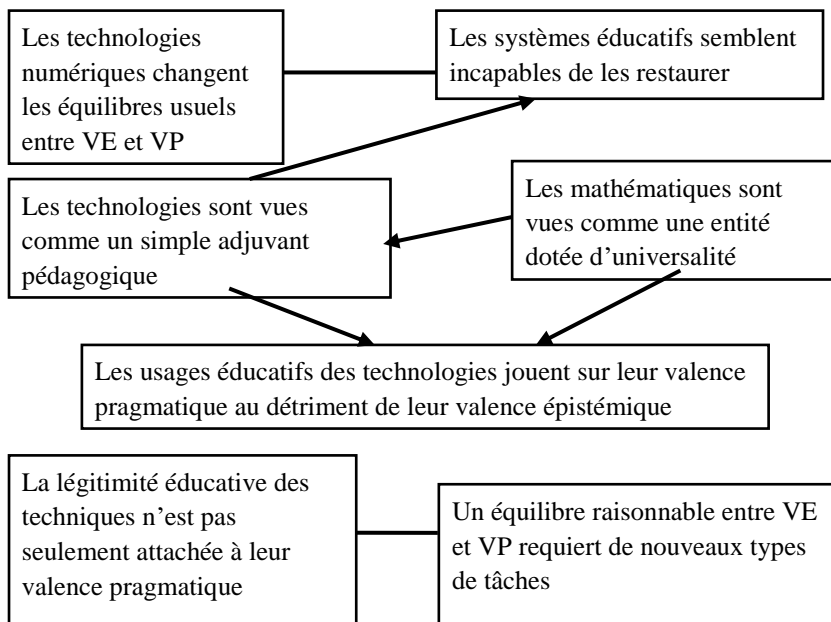 Les technologies
numériques changent
les équilibres usuels
entre VE et VP
Les systèmes éducatifs semblent
incapables de les restaurer
Les technologies sont vues
comme un simple adjuvant
pédagogique
Les mathématiques sont
vues comme une entité
dotée d’universalité
Les usages éducatifs des technologies jouent sur leur valence
pragmatique au détriment de leur valence épistémique
La légitimité éducative des
techniques n’est pas
seulement attachée à leur
valence pragmatique
Un équilibre raisonnable entre VE
et VP requiert de nouveaux types
de tâches